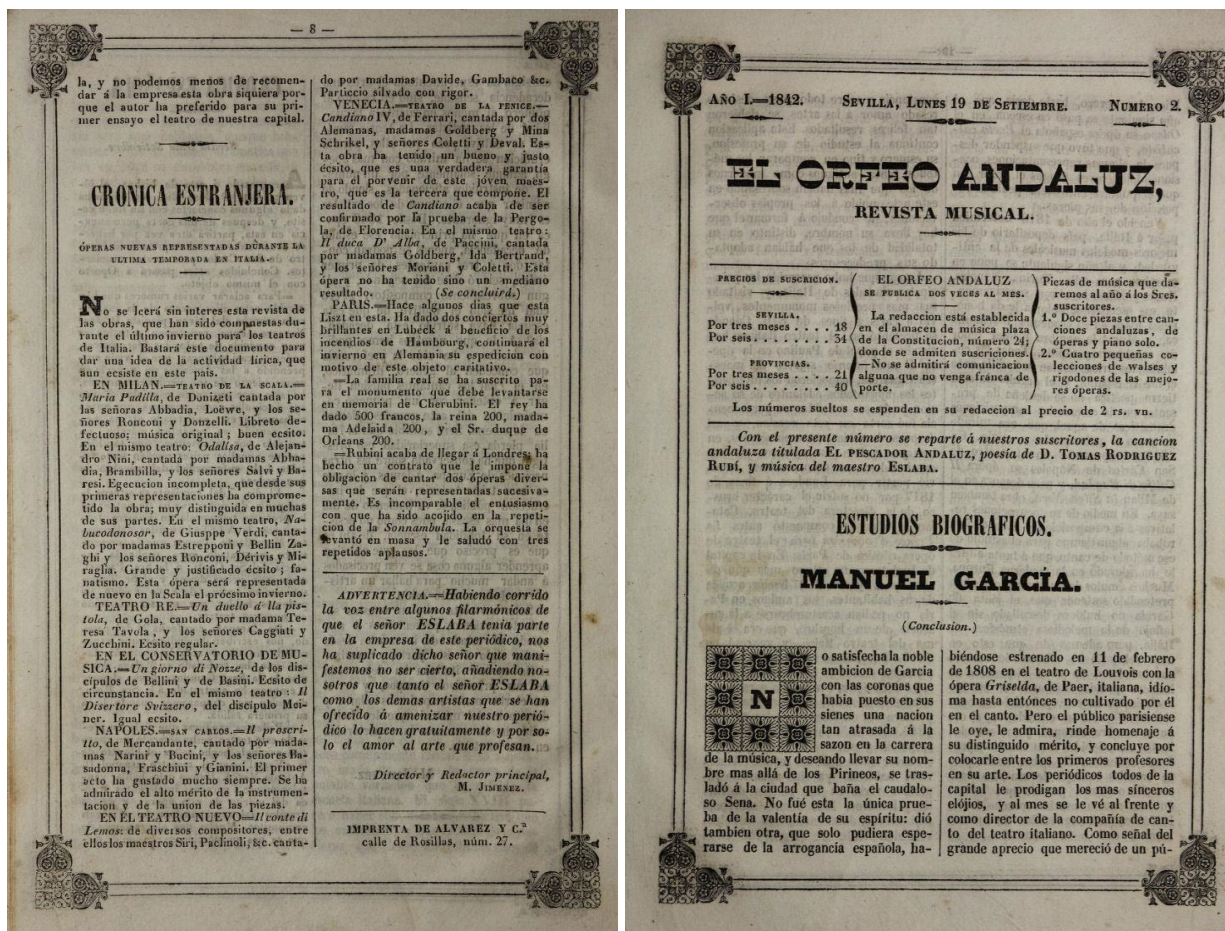 — 8 —
la, y no podemos menos de recomen-
dar á la empresa esta obra siquiera por-
que el autor ha preferido para su pri-
mer ensayo el teatro de nuestra capital.
CRONICA ESTRANJERA.
ÓPERAS NUEVAS REPRESENTADAS DURANTE LA
ULTIMA TEMPORADA EN ITALIA.
No se leerá sin interes esta revista de
las obras, que han sido compuestas du-
rante el último invierno para los teatros
de Italia. Bastará este documento para
dar una idea de la actividad lírica, que
aun ecsiste en este pais.
EN MILAN.=TEATRO DE LA SCALA.=
Maria Padilla, de Donizeti cantada por
las señoras Abbadia, Loëwe, y los se-
ñores Ronconi y Donzelli. Libreto de-
fectuoso; música original; buen ecsito.
En el mismo teatro: Odalisa, de Alejan-
dro Nini, cantada por madamas Abba-
dia, Brambilla, y los señores Salvi y Ba-
resi. Egecucion incompleta, que desde sus
primeras representaciones ha comprome-
tido la obra; muy distinguida en muchas
de sus partes. En el mismo teatro, Na-
bucodonosor, de Giusppe Verdi, canta-
do por madamas Estrepponi y Bellin Za-
ghi y los señores Ronconi, Dérivis y Mi-
raglia. Grande y justificado écsito; fa-
natismo. Esta ópera será representada
de nuevo en la Scala el prócsimo invierno.
TEATRO RE.=Un duello á lla pis-
tola, de Gola, cantado por madama Te-
resa Tavola, y los señores Caggiati y
Zucchini. Ecsito regular.
EN EL CONSERVATORIO DE MU-
SICA.=Un giorno di Nozze, de los dis-
cípulos de Bellini y de Basini. Ecsito de
circunstancia. En el mismo teatro: Il
Disertore Svizzero, del discípulo Mei-
ner. Igual ecsito.
NAPOLES.=SAN CARLOS.=Il proscri-
tto, de Mercandante, cantado por mada-
mas Narini y Bucini, y los señores Ba-
sadonna, Fraschini y Gianini. El primer
acto ha gustado mucho siempre. Se ha
admirado el alto mérito de la instrumen-
tacion y de la union de las piezas.
EN EL TEATRO NUEVO=Il conte di
Lemos: de diversos compositores, entre
ellos los maestros Siri, Paclinoli, &c. canta-
do por madamas Davide, Gambaco &c.
Particcio silvado con rigor.
VENECIA.=TEATRO DE LA FENICE.—
Candiano IV, de Ferrari, cantada por dos
Alemanas, madamas Goldberg y Mina
Schrikel, y señores Coletti y Deval. Es-
ta obra ha tenido un bueno y justo
écsito, que es una verdadera garantía
para el porvenir de este jóven maes-
tro, que es la tercera que compone. El
resultado de Candiano acaba de ser
confirmado por la prueba de la Pergo-
la, de Florencia. En el mismo teatro:
Il duca D' Alba, de Paccini, cantada
por madamas Goldberg, Ida Bertrand,
y los señores Moriani y Coletti. Esta
ópera no ha tenido sino un mediano
resultado. (Se concluirá.)
PARIS.=Hace algunos dias que esta
Liszt en esta. Ha dado dos conciertos muy
brillantes en Lubeck á beneficio de los
incendios de Hambourg, continuará el
invierno en Alemania su espedicion con
motivo de este objeto caritativo.
=La familia real se ha suscrito pa-
ra el monumento que debe levantarse
en memoria de Cherubini. El rey ha
dado 500 francos, la reina 200, mada-
ma Adelaida 200, y el Sr. duque de
Orleans 200.
=Rubini acaba de llegar á Londres; ha
hecho un contrato que le impone la
obligacion de cantar dos óperas diver-
sas que serán representadas sucesiva-
mente. Es incomparable el entusiasmo
con que ha sido acojido en la repeti-
cion de la Sonnambula. La orquesta se
levantó en masa y le saludó con tres
repetidos aplausos.
ADVERTENCIA.=Habiendo corrido
la voz entre algunos filarmónicos de
que el señor ESLABA tenia parte
en la empresa de este periódico, nos
ha suplicado dicho señor que mani-
festemos no ser cierto, añadiendo no-
sotros que tanto el señor ESLABA
como los demas artistas que se han
ofrecido á amenizar nuestro perió-
dico lo hacen gratuitamente y por so-
lo el amor al arte que profesan.
Director y Redactor principal,
M. JIMENEZ.
IMPRENTA DE ALVAREZ Y C.ª
calle de Rosillas, núm. 27.
AÑO I.=1842. SEVILLA, LUNES 19 DE SETIEMBRE. NUMERO 2.
EL ORFEO ANDALUZ,
REVISTA MUSICAL.
PRECIOS DE SUSCRICION.
SEVILLA.
Por tres meses . . . . 18
Por seis. . . . . . . . 34
PROVINCIAS.
Por tres meses . . . . 21
Por seis. . . . . . . . 40
EL ORFEO ANDALUZ
SE PUBLICA DOS VECES AL MES.
La redaccion está establecida
en el almacen de música plaza
de la Constitucion, número 24;
donde se admiten suscriciones.
—No se admitirá comunicacion
alguna que no venga fránca de
porte.
Piezas de música que da-
remos al año á los Sres.
suscritores.
1.º Doce piezas entre can-
ciones andaluzas, de
óperas y piano solo.
2.º Cuatro pequeñas co-
lecciones de walses y
rigodones de las mejo-
res óperas.
Los números sueltos se espenden en su redaccion al precio de 2 rs. vn.
Con el presente número se reparte á nuestros suscritores, la cancion
andaluza titulada EL PESCADOR ANDALUZ, poesía de D. TOMAS RODRIGUEZ
RUBÍ, y música del maestro ESLABA.
ESTUDIOS BIOGRAFICOS.
MANUEL GARCÍA.
(Conclusion.)
No satisfecha la noble
ambicion de Garcia
con las coronas que
habia puesto en sus
sienes una nacion
tan atrasada á la
sazon en la carrera
de la música, y deseando llevar su nom-
bre mas allá de los Pirineos, se tras-
ladó á la ciudad que baña el caudalo-
so Sena. No fué esta la única prue-
ba de la valentía de su espíritu: dió
tambien otra, que solo pudiera espe-
rarse de la arrogancia española, ha-
biéndose estrenado en 11 de febrero
de 1808 en el teatro de Louvois con la
ópera Griselda, de Paer, italiana, idio-
ma hasta entónces no cultivado por él
en el canto. Pero el público parisiense
le oye, le admira, rinde homenaje á
su distinguido mérito, y concluye por
colocarle entre los primeros profesores
en su arte. Los periódicos todos de la
capital le prodigan los mas sínceros
elójios, y al mes se le vé al frente y
como director de la compañía de can-
to del teatro italiano. Como señal del
grande aprecio que mereció de un pú-